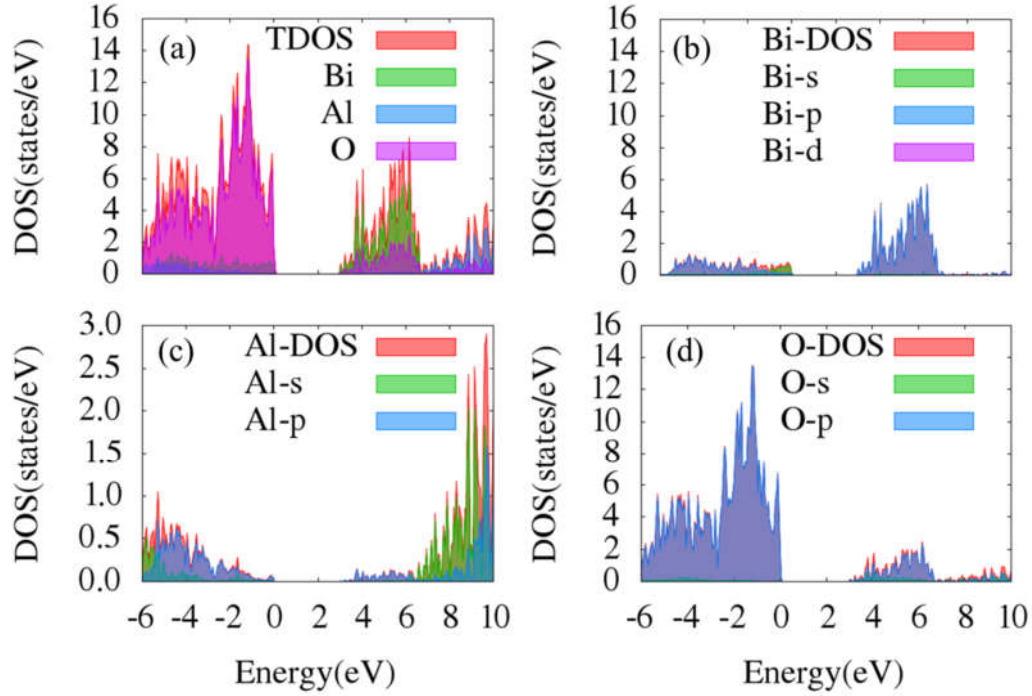 (a)
TDOS
Bi
Al
O
DOS(states/eV)
16
14
12
10
8
6
4
2
0
(b)
Bi-DOS
Bi-s
Bi-p
Bi-d
DOS(states/eV)
16
14
12
10
8
6
4
2
0
(c)
Al-DOS
Al-s
Al-p
DOS(states/eV)
3.0
2.5
2.0
1.5
1.0
0.5
0.0
-6 -4 -2 0 2 4 6 8 10
Energy(eV)
(d)
O-DOS
O-s
O-p
DOS(states/eV)
16
14
12
10
8
6
4
2
0
-6 -4 -2 0 2 4 6 8 10
Energy(eV)